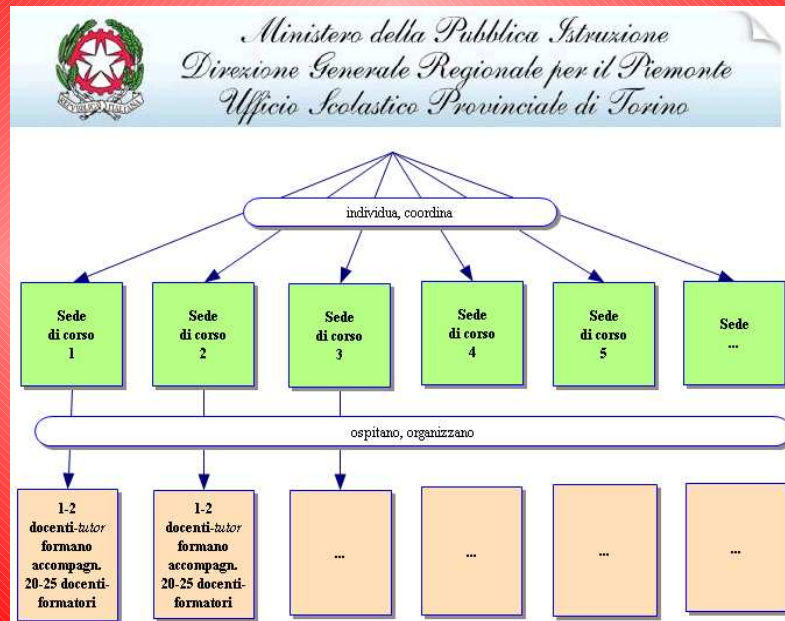 Ministero della Pubblica Istruzione
Direzione Generale Regionale per il Piemonte
Ufficio Scolastico Provinciale di Torino
individua, coordina
Sede
di corso
1
Sede
di corso
2
Sede
di corso
3
Sede
di corso
4
Sede
di corso
5
Sede
...
ospitano, organizzano
1-2
docenti-tutor
formano
accompagn.
20-25 docenti-
formatori
1-2
docenti-tutor
formano
accompagn.
20-25 docenti-
formatori
...
...
...
...